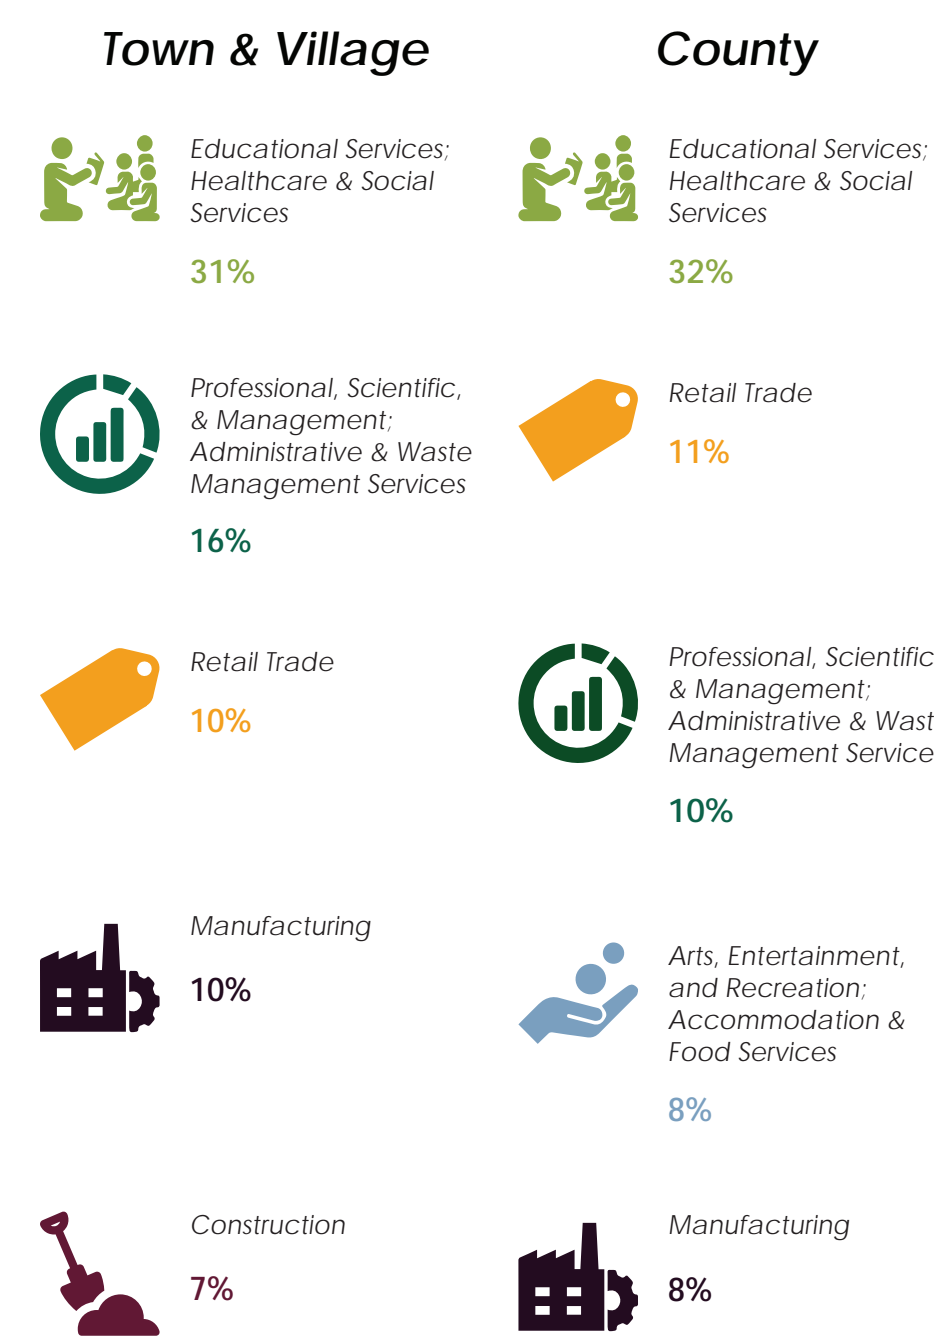 Town & Village
Educational Services;
Healthcare & Social
Services
31%
Professional, Scientific,
& Management;
Administrative & Waste
Management Services
16%
Retail Trade
10%
Manufacturing
10%
Construction
7%
County
Educational Services;
Healthcare & Social
Services
32%
Retail Trade
11%
Professional, Scientific
& Management;
Administrative & Wast
Management Service
10%
Arts, Entertainment,
and Recreation;
Accommodation &
Food Services
8%
Manufacturing
8%